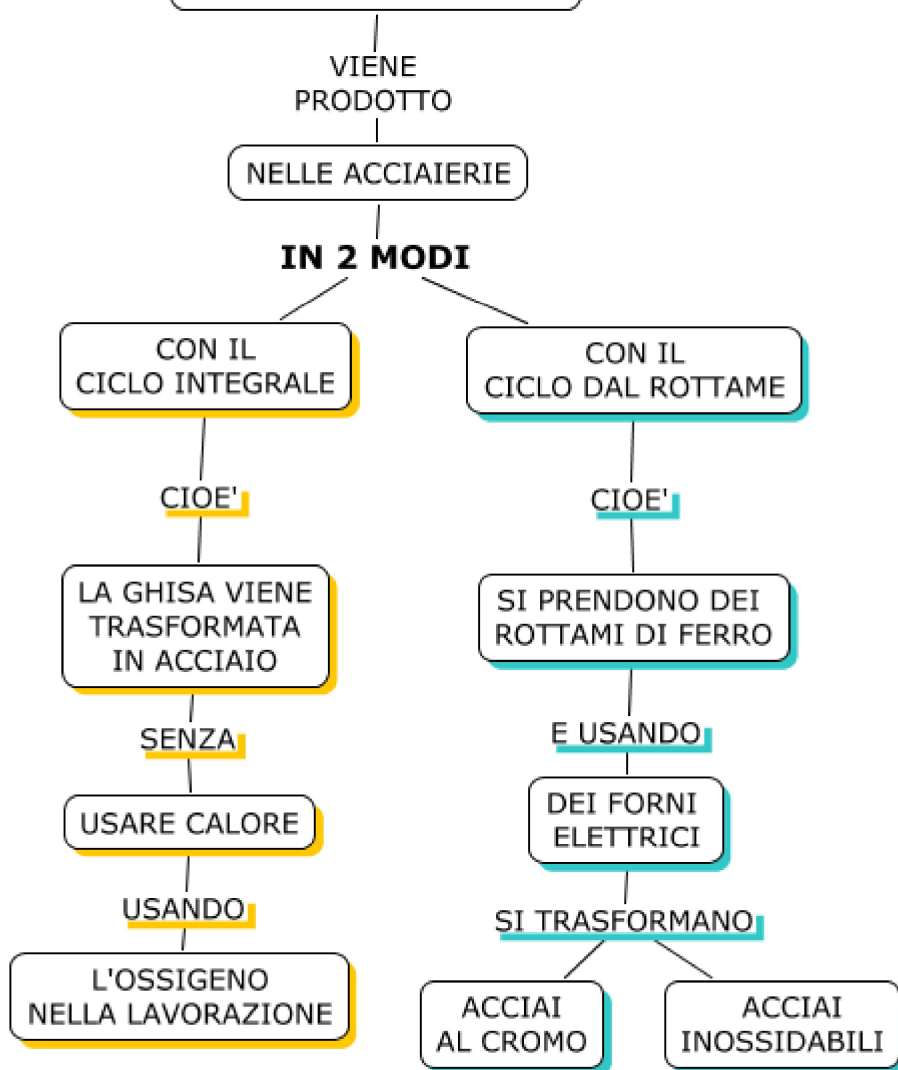 VIENE
PRODOTTO
NELLE ACCIAIERIE
IN 2 MODI
CON IL
CICLO INTEGRALE
CIOE'
LA GHISA VIENE
TRASFORMATA
IN ACCIAIO
SENZA
USARE CALORE
USANDO
L'OSSIGENO
NELLA LAVORAZIONE
CON IL
CICLO DAL ROTTAME
CIOE'
SI PRENDONO DEI
ROTTAMI DI FERRO
E USANDO
DEI FORNI
ELETTRICI
SI TRASFORMANO
ACCIAI
AL CROMO
ACCIAI
INOSSIDABILI